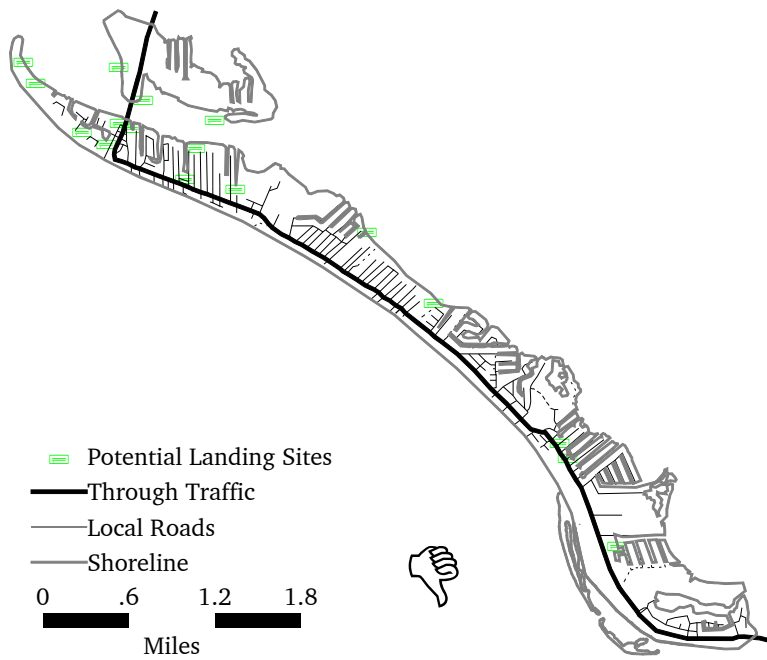 Potential Landing Sites
Through Traffic
Local Roads
Shoreline
0 .6 1.2 1.8
Miles